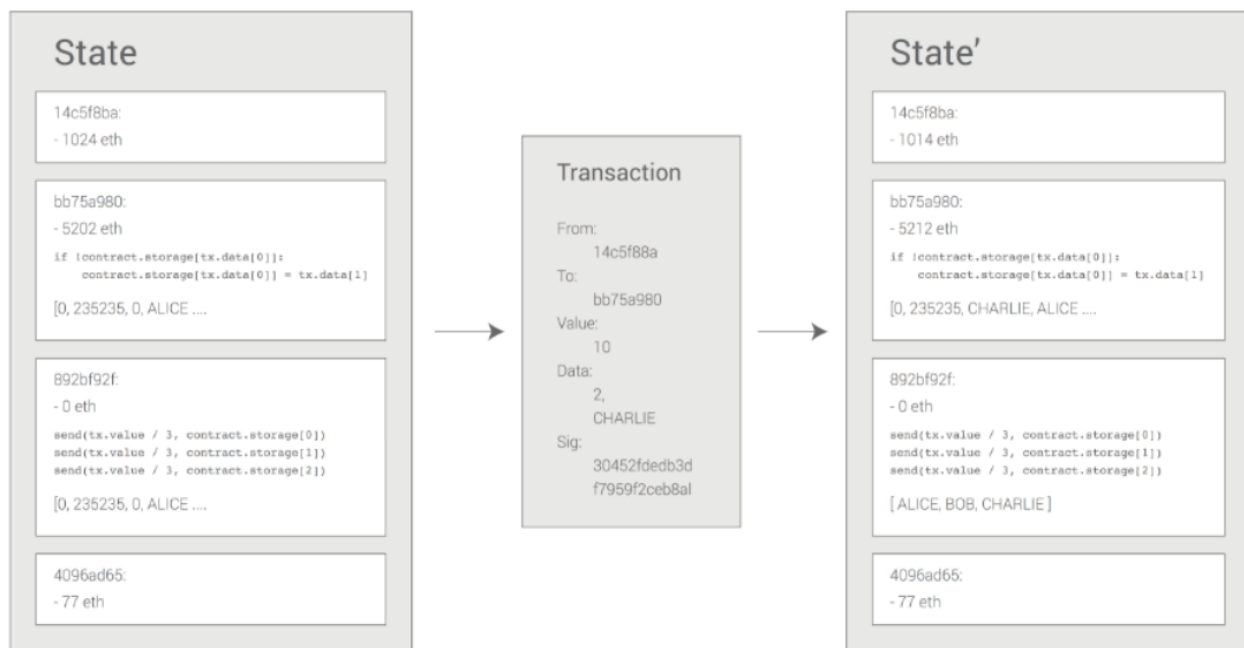 State
14c5f8ba:
- 1024 eth
bb75a980:
- 5202 eth
if !contract.storage[tx.data[0]]:
contract.storage[tx.data[0]] = tx.data[1]
[0, 235235, 0, ALICE ....
892bf92f:
- 0 eth
send(tx.value / 3, contract.storage[0])
send(tx.value / 3, contract.storage[1])
send(tx.value / 3, contract.storage[2])
[0, 235235, 0, ALICE ....
4096ad65:
- 77 eth
Transaction
From:
14c5f88a
To:
bb75a980
Value:
10
Data:
2,
CHARLIE
Sig:
30452fdedb3d
f7959f2ceb8al
State’
14c5f8ba:
- 1014 eth
bb75a980:
- 5212 eth
if !contract.storage[tx.data[0]]:
contract.storage[tx.data[0]] = tx.data[1]
[0, 235235, CHARLIE, ALICE ....
892bf92f:
- 0 eth
send(tx.value / 3, contract.storage[0])
send(tx.value / 3, contract.storage[1])
send(tx.value / 3, contract.storage[2])
[ ALICE, BOB, CHARLIE ]
4096ad65:
- 77 eth